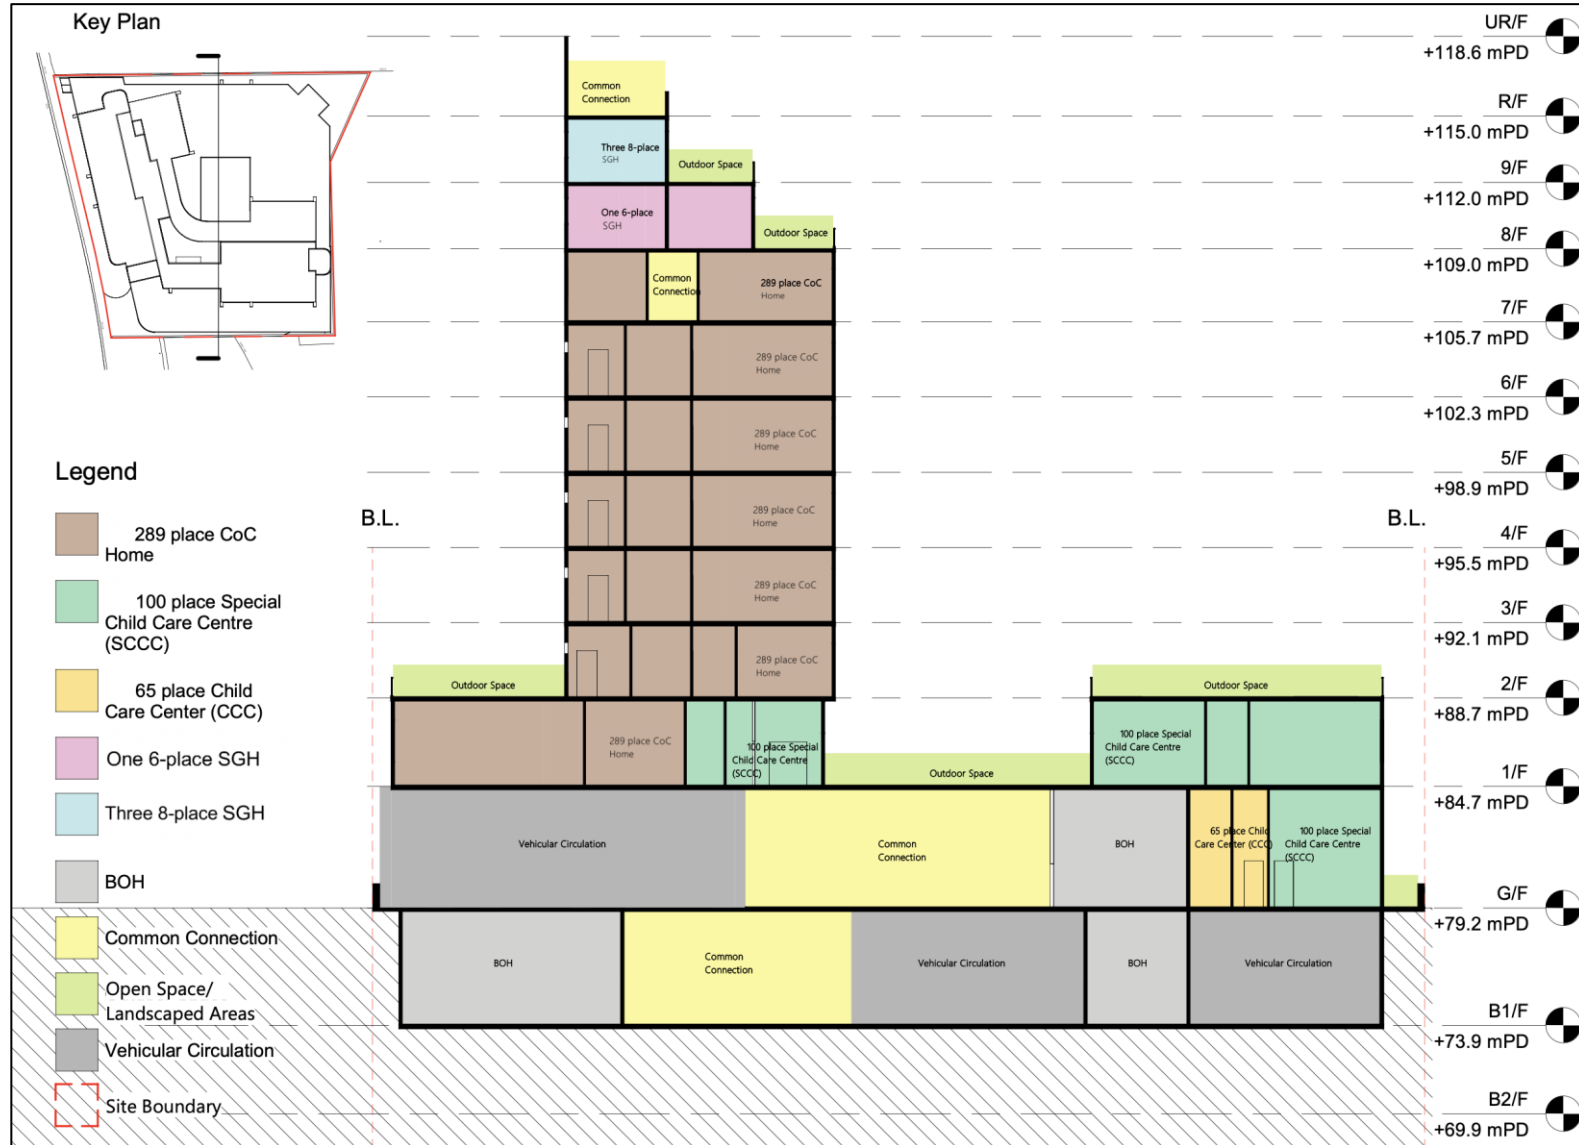 Key Plan
UR/F
+118.6 mPD
Common
Connection
R/F
+115.0 mPD
Three 8-place
SGH
Outdoor Space
9/F
+112.0 mPD
One 6-place
SGH
Outdoor Space
8/F
+109.0 mPD
Common
Connection
289 place CoC
Home
7/F
+105.7 mPD
289 place CoC
Home
6/F
+102.3 mPD
289 place CoC
Home
5/F
+98.9 mPD
289 place CoC
Home
B.L.
B.L.
4/F
+95.5 mPD
289 place CoC
Home
3/F
+92.1 mPD
289 place CoC
Home
Outdoor Space
Outdoor Space
2/F
+88.7 mPD
289 place CoC
Home
100 place Special
Child Care Centre
(SCCC)
100 place Special
Child Care Centre
(SCCC)
Outdoor Space
1/F
+84.7 mPD
Vehicular Circulation
Common
Connection
BOH
65 place Child
Care Center (CCC)
100 place Special
Child Care Centre
(SCCC)
G/F
+79.2 mPD
BOH
Common
Connection
Vehicular Circulation
BOH
Vehicular Circulation
B1/F
+73.9 mPD
B2/F
+69.9 mPD
Legend
289 place CoC
Home
100 place Special
Child Care Centre
(SCCC)
65 place Child
Care Center (CCC)
One 6-place SGH
Three 8-place SGH
BOH
Common Connection
Open Space/
Landscaped Areas
Vehicular Circulation
Site Boundary